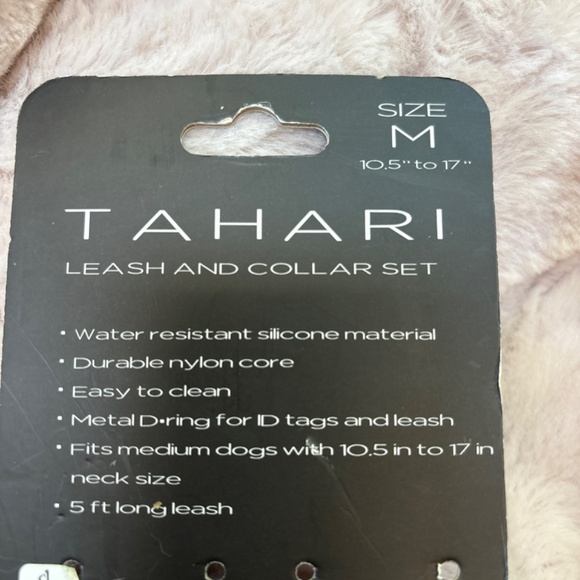 SIZE
M
10.5" to 17"
TAHARI
LEASH AND COLLAR SET
• Water resistant silicone material
• Durable nylon core
• Easy to clean
• Metal D•ring for ID tags and leash
• Fits medium dogs with 10.5 in to 17 in
neck size
• 5 ft long leash